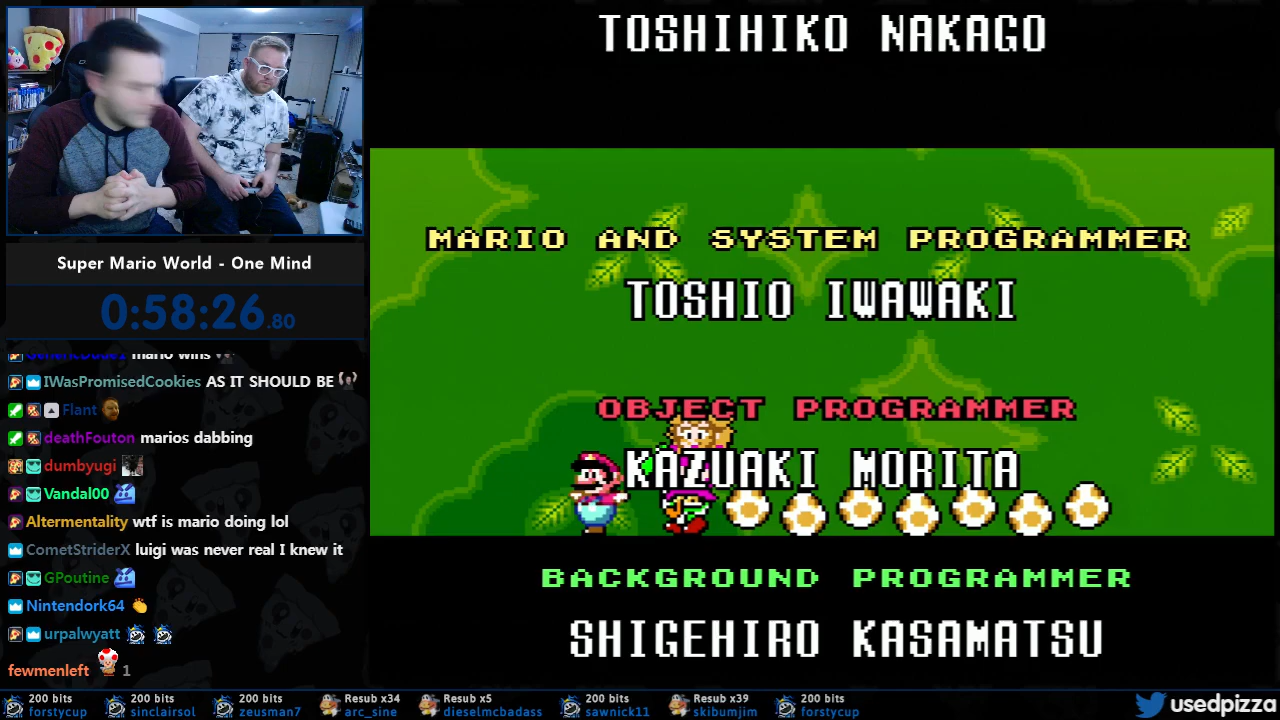 TOSHIHIKO NAKAGO
MARIO AND SYSTEM PROGRAMMER
TOSHIO IWAWAKI
OBJECT PROGRAMMER
KAZUAKI MORITA
BACKGROUND PROGRAMMER
SHIGEHIRO KASAMATSU
Super Mario World - One Mind
0:58:26.80
mario wins
IWasPromisedCookies AS IT SHOULD BE
Flant
deathFouton marios dabbing
dumbyugi
Vandal00
Altermentality wtf is mario doing lol
CometStriderX luigi was never real I knew it
GPoutine
Nintendork64
urpalwyatt
fewmenleft 1
200 bits
forstycup
200 bits
sinclairsol
200 bits
zeusman7
Resub x34
arc_sine
Resub x5
dieselmcbadass
200 bits
sawnick11
Resub x39
skibumjim
200 bits
forstycup
usedpizza